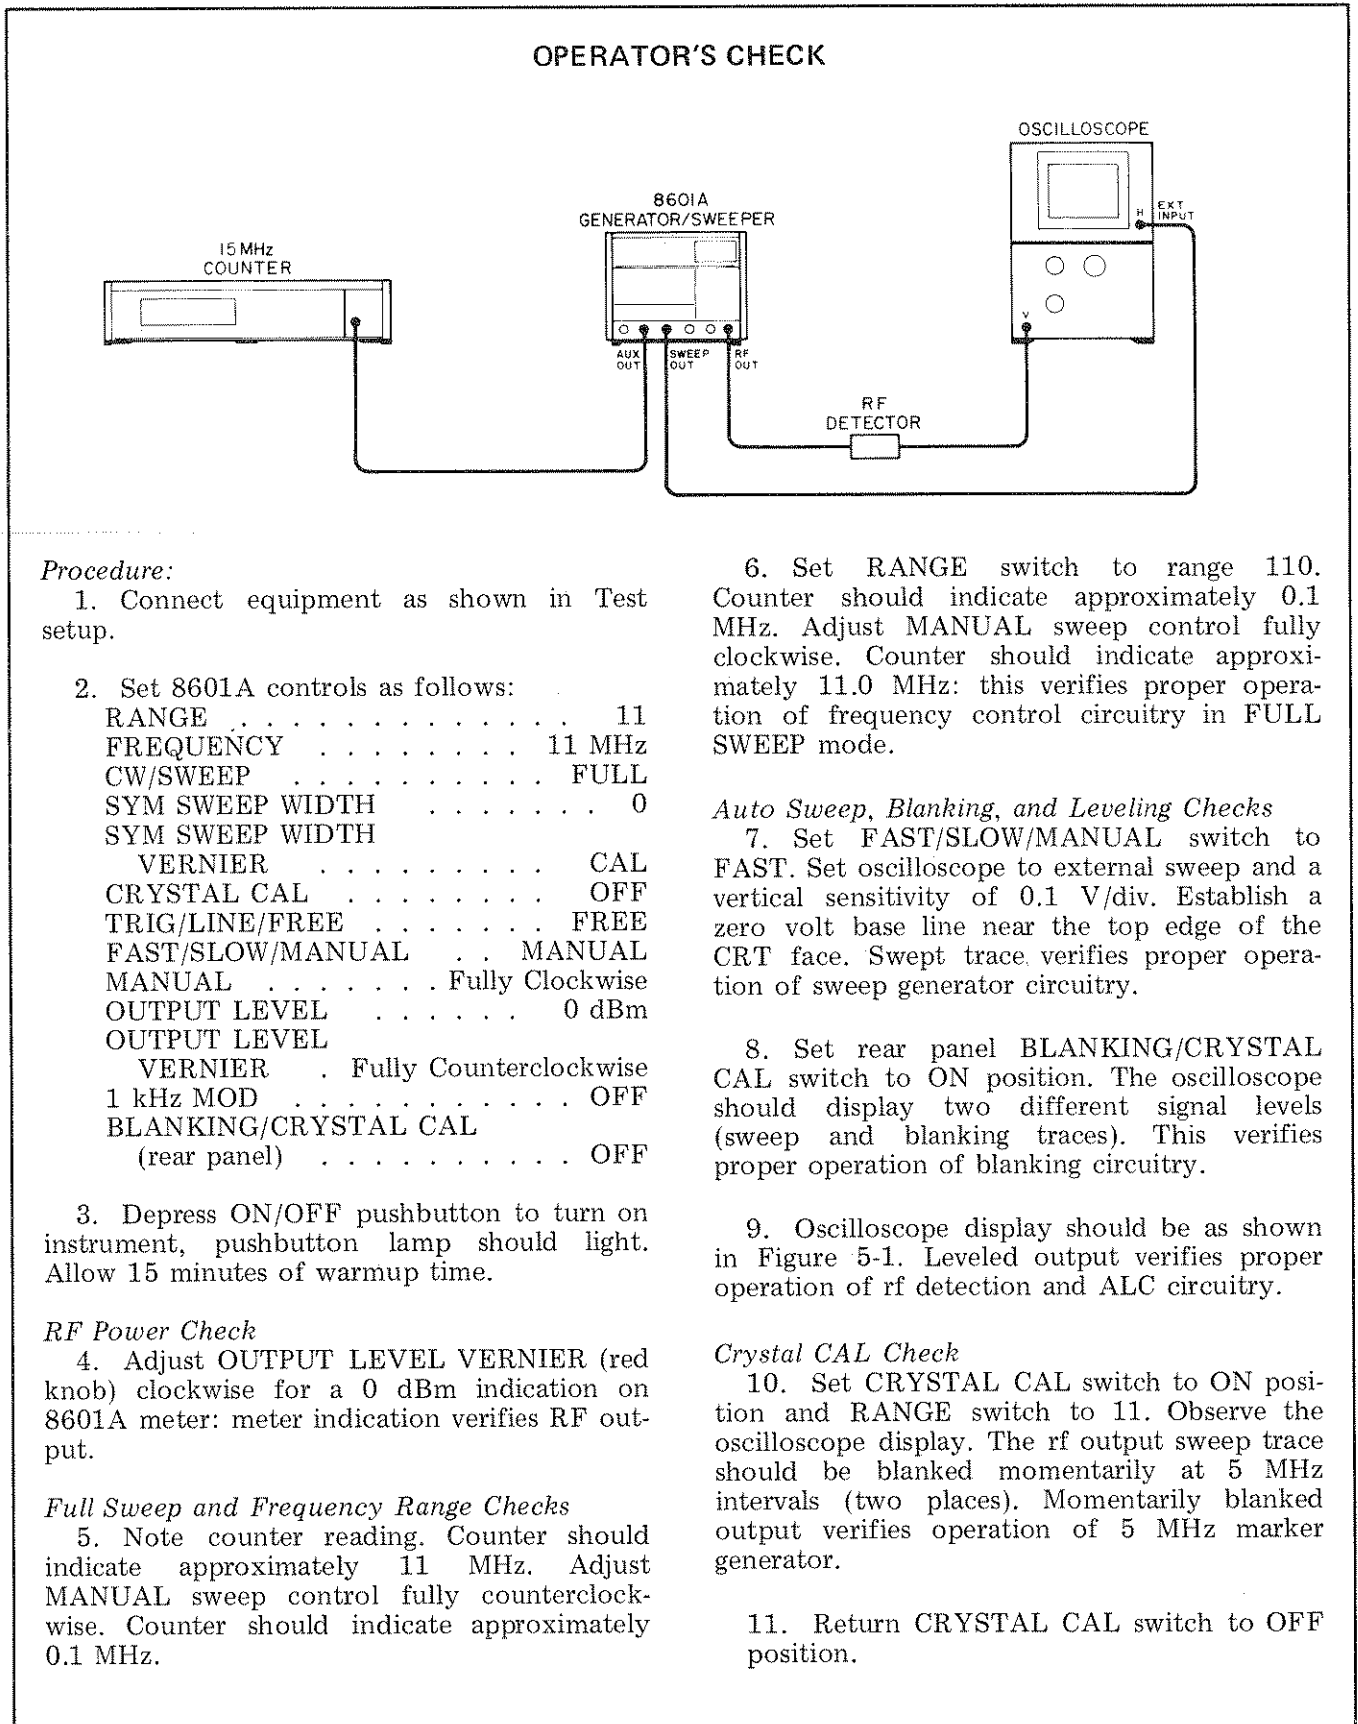 OPERATOR'S CHECK
OSCILLOSCOPE
8601A
GENERATOR/SWEEPER
H
EXT
INPUT
15 MHz
COUNTER
V
AUX
OUT
SWEEP
OUT
RF
OUT
RF
DETECTOR
Procedure:
1. Connect equipment as shown in Test
setup.
2. Set 8601A controls as follows:
RANGE . . . . . . . . . . . . . 11
FREQUENCY . . . . . . . . 11 MHz
CW/SWEEP . . . . . . . . . . FULL
SYM SWEEP WIDTH . . . . . . . 0
SYM SWEEP WIDTH
VERNIER . . . . . . . . . CAL
CRYSTAL CAL . . . . . . . . OFF
TRIG/LINE/FREE . . . . . . . FREE
FAST/SLOW/MANUAL . . MANUAL
MANUAL . . . . . . . Fully Clockwise
OUTPUT LEVEL . . . . . . 0 dBm
OUTPUT LEVEL
VERNIER . Fully Counterclockwise
1 kHz MOD . . . . . . . . . . . OFF
BLANKING/CRYSTAL CAL
(rear panel) . . . . . . . . . . OFF
3. Depress ON/OFF pushbutton to turn on
instrument, pushbutton lamp should light.
Allow 15 minutes of warmup time.
RF Power Check
4. Adjust OUTPUT LEVEL VERNIER (red
knob) clockwise for a 0 dBm indication on
8601A meter: meter indication verifies RF out-
put.
Full Sweep and Frequency Range Checks
5. Note counter reading. Counter should
indicate approximately 11 MHz. Adjust
MANUAL sweep control fully counterclock-
wise. Counter should indicate approximately
0.1 MHz.
6. Set RANGE switch to range 110.
Counter should indicate approximately 0.1
MHz. Adjust MANUAL sweep control fully
clockwise. Counter should indicate approxi-
mately 11.0 MHz: this verifies proper opera-
tion of frequency control circuitry in FULL
SWEEP mode.
Auto Sweep, Blanking, and Leveling Checks
7. Set FAST/SLOW/MANUAL switch to
FAST. Set oscilloscope to external sweep and a
vertical sensitivity of 0.1 V/div. Establish a
zero volt base line near the top edge of the
CRT face. Swept trace verifies proper opera-
tion of sweep generator circuitry.
8. Set rear panel BLANKING/CRYSTAL
CAL switch to ON position. The oscilloscope
should display two different signal levels
(sweep and blanking traces). This verifies
proper operation of blanking circuitry.
9. Oscilloscope display should be as shown
in Figure 5-1. Leveled output verifies proper
operation of rf detection and ALC circuitry.
Crystal CAL Check
10. Set CRYSTAL CAL switch to ON posi-
tion and RANGE switch to 11. Observe the
oscilloscope display. The rf output sweep trace
should be blanked momentarily at 5 MHz
intervals (two places). Momentarily blanked
output verifies operation of 5 MHz marker
generator.
11. Return CRYSTAL CAL switch to OFF
position.